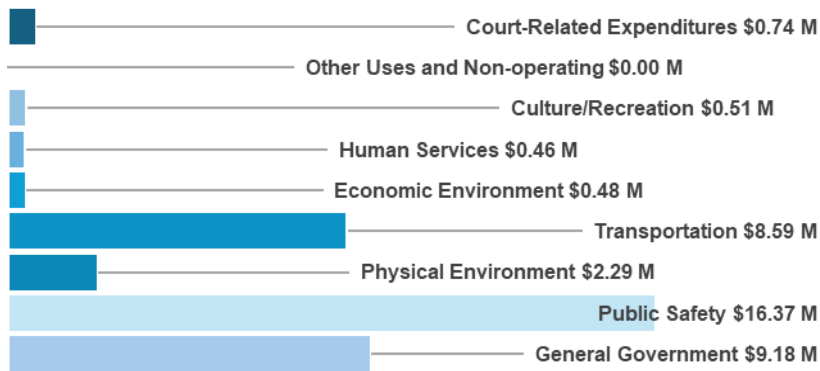 Court-Related Expenditures $0.74 M
Other Uses and Non-operating $0.00 M
Culture/Recreation $0.51 M
Human Services $0.46 M
Economic Environment $0.48 M
Transportation $8.59 M
Physical Environment $2.29 M
Public Safety $16.37 M
General Government $9.18 M